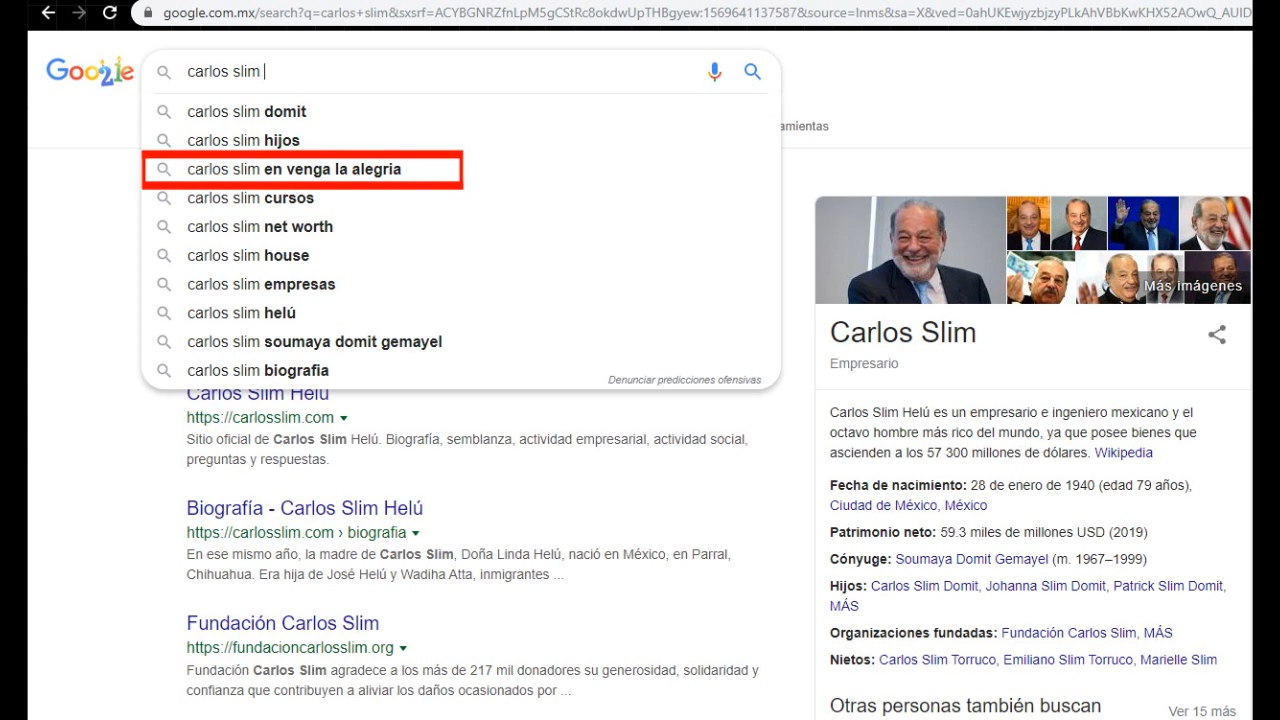 google.com.mx/search?q=carlos+slim&sxsrf=ACYBGNRZfnLpM5gCStRc8okdwUpTHBgyew:1569641137587&source=lnms&sa=X&ved=0ahUKEwjyzbjzyPLkAhVBbKwKHX52AOwQ_AUID
Google
carlos slim
carlos slim domit
amientas
carlos slim hijos
carlos slim en venga la alegria
carlos slim cursos
carlos slim net worth
carlos slim house
carlos slim empresas
carlos slim helú
carlos slim soumaya domit gemayel
carlos slim biografia
Denunciar predicciones ofensivas
Carlos Slim Helú
https://carlosslim.com
Sitio oficial de Carlos Slim Helú. Biografía, semblanza, actividad empresarial, actividad social,
preguntas y respuestas.
Biografía - Carlos Slim Helú
https://carlosslim.com › biografia
En ese mismo año, la madre de Carlos Slim, Doña Linda Helú, nació en México, en Parral,
Chihuahua. Era hija de José Helú y Wadiha Atta, inmigrantes ...
Fundación Carlos Slim
https://fundacioncarlosslim.org
Fundación Carlos Slim agradece a los más de 217 mil donadores su generosidad, solidaridad y
confianza que contribuyen a aliviar los daños ocasionados por ...
Más imágenes
Carlos Slim
Empresario
Carlos Slim Helú es un empresario e ingeniero mexicano y el
octavo hombre más rico del mundo, ya que posee bienes que
ascienden a los 57 300 millones de dólares. Wikipedia
Fecha de nacimiento: 28 de enero de 1940 (edad 79 años),
Ciudad de México, México
Patrimonio neto: 59.3 miles de millones USD (2019)
Cónyuge: Soumaya Domit Gemayel (m. 1967–1999)
Hijos: Carlos Slim Domit, Johanna Slim Domit, Patrick Slim Domit,
MÁS
Organizaciones fundadas: Fundación Carlos Slim, MÁS
Nietos: Carlos Slim Torruco, Emiliano Slim Torruco, Marielle Slim
Otras personas también buscan
Ver 15 más